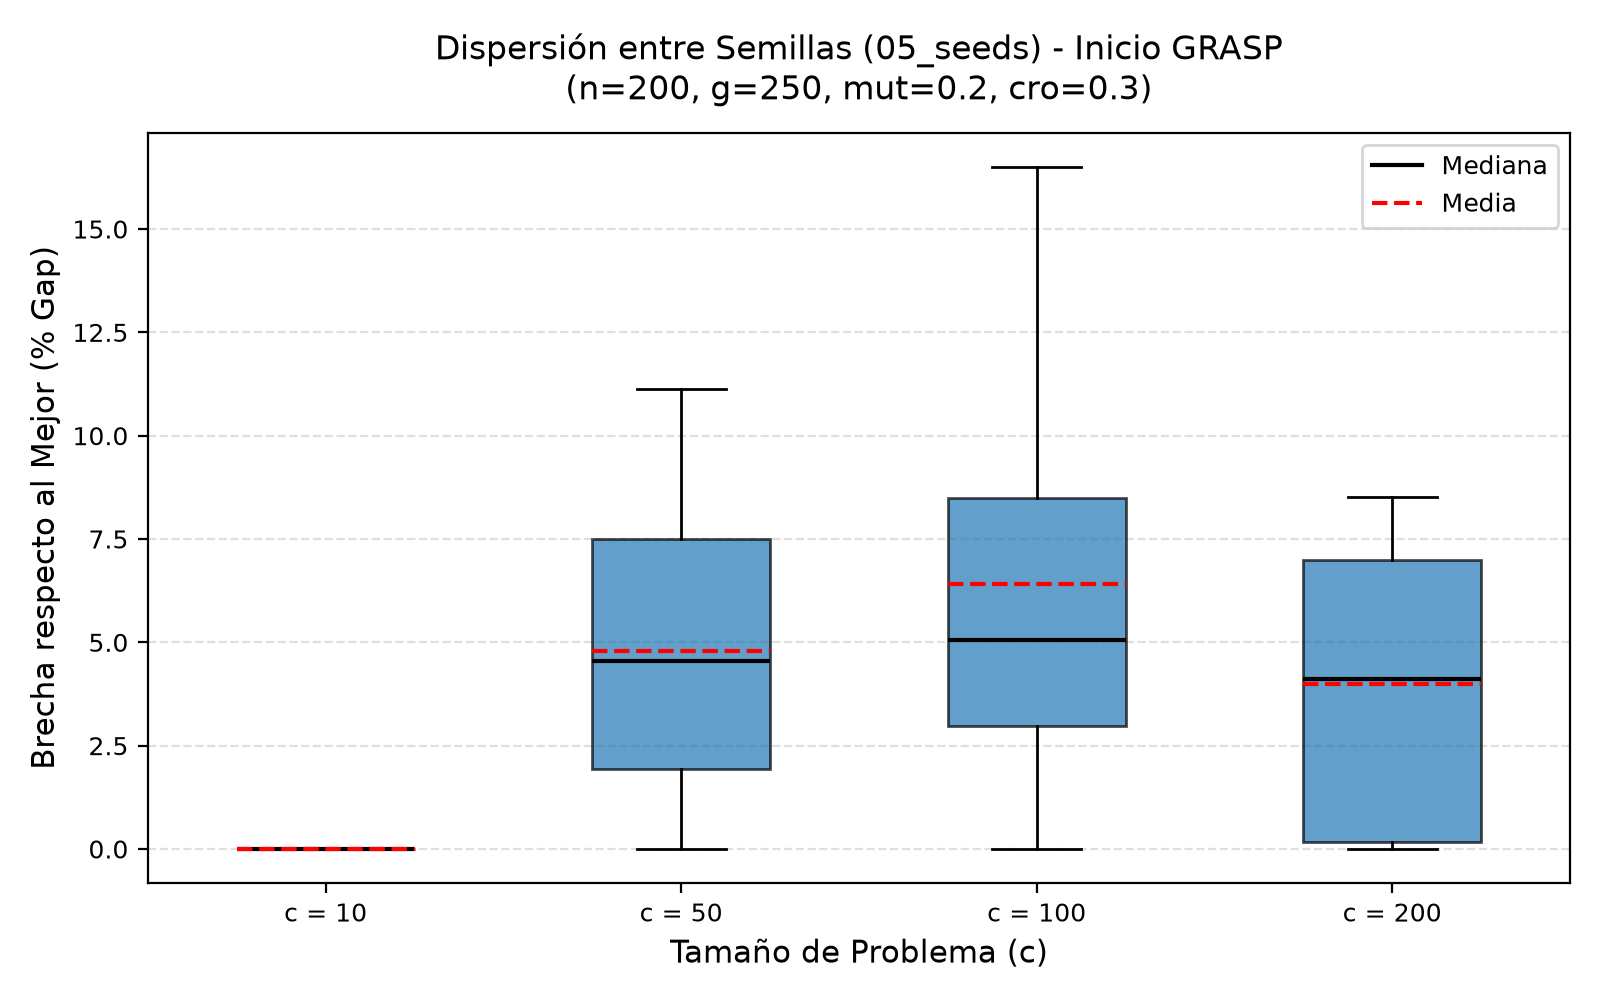 Dispersión entre Semillas (05_seeds) - Inicio GRASP
(n=200, g=250, mut=0.2, cro=0.3)
Mediana
Media
Brecha respecto al Mejor (% Gap)
15.0
12.5
10.0
7.5
5.0
2.5
0.0
c = 10
c = 50
c = 100
c = 200
Tamaño de Problema (c)